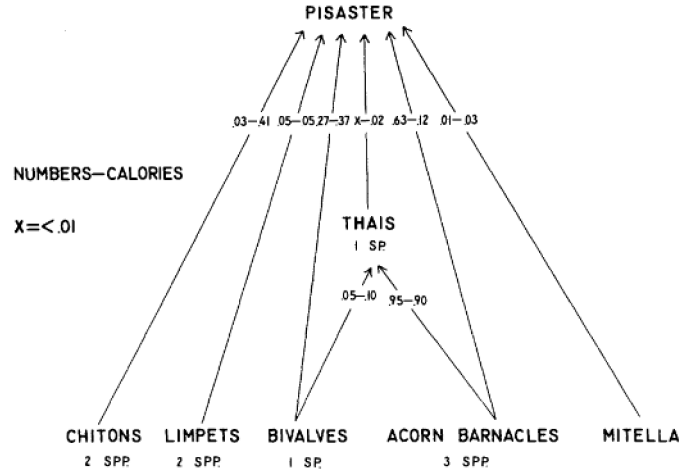 PISASTER
.03–.41 .05–.05 .27–.37 X–.02 .63–.12 .01–.03
NUMBERS–CALORIES
X=<.01
THAIS
1 SP.
.05–.10 .95–.90
CHITONS LIMPETS BIVALVES ACORN BARNACLES MITELLA
2 SPP. 2 SPP. 1 SP. 3 SPP.